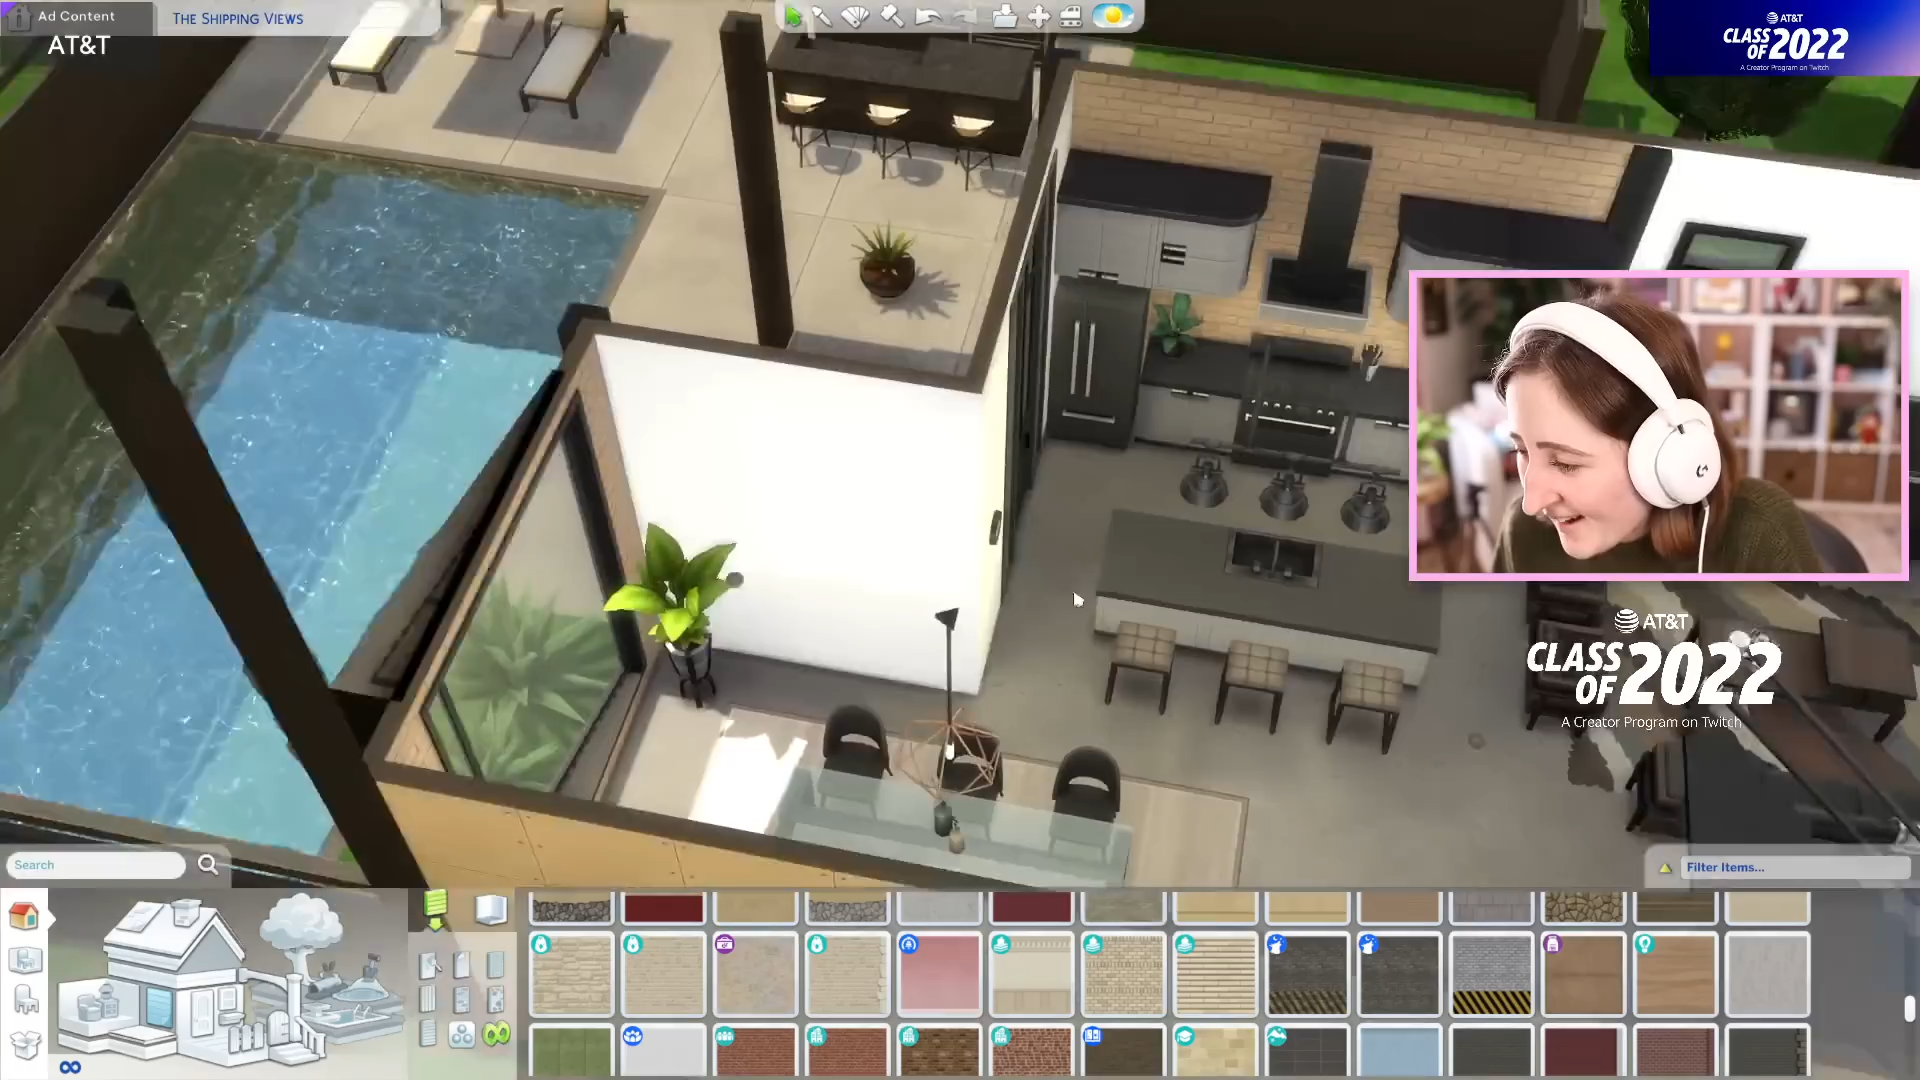 Ad Content
AT&T
THE SHIPPING VIEWS
AT&T
CLASS
OF 2022
A Creator Program on Twitch
AT&T
CLASS
OF 2022
A Creator Program on Twitch
Search
Filter Items...